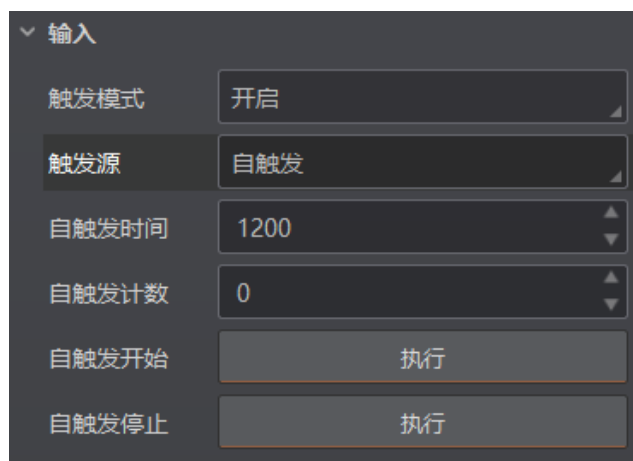 输入
触发模式 开启
触发源 自触发
自触发时间 1200
自触发计数 0
自触发开始 执行
自触发停止 执行